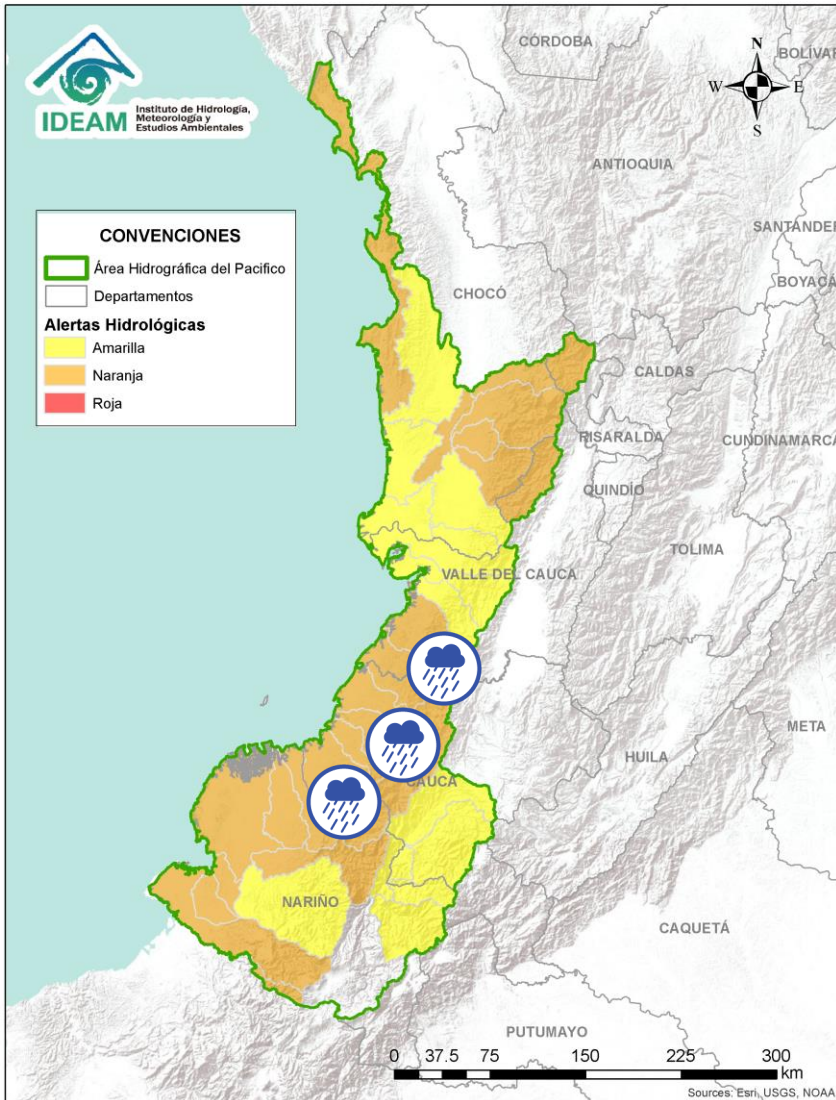 IDEAM
Instituto de Hidrología,
Meteorología y
Estudios Ambientales
CÓRDOBA
BOLÍVAR
N
W
E
S
ANTIOQUIA
SANTANDER
BOYACÁ
CONVENCIONES
Área Hidrográfica del Pacifico
Departamentos
Alertas Hidrológicas
Amarilla
Naranja
Roja
CHOCÓ
CALDAS
RISARALDA
CUNDINAMARCA
QUINDÍO
TOLIMA
VALLE DEL CAUCA
META
HUILA
CAUCA
NARIÑO
CAQUETÁ
PUTUMAYO
0 37.5 75 150 225 300
km
Sources: Esri, USGS, NOAA